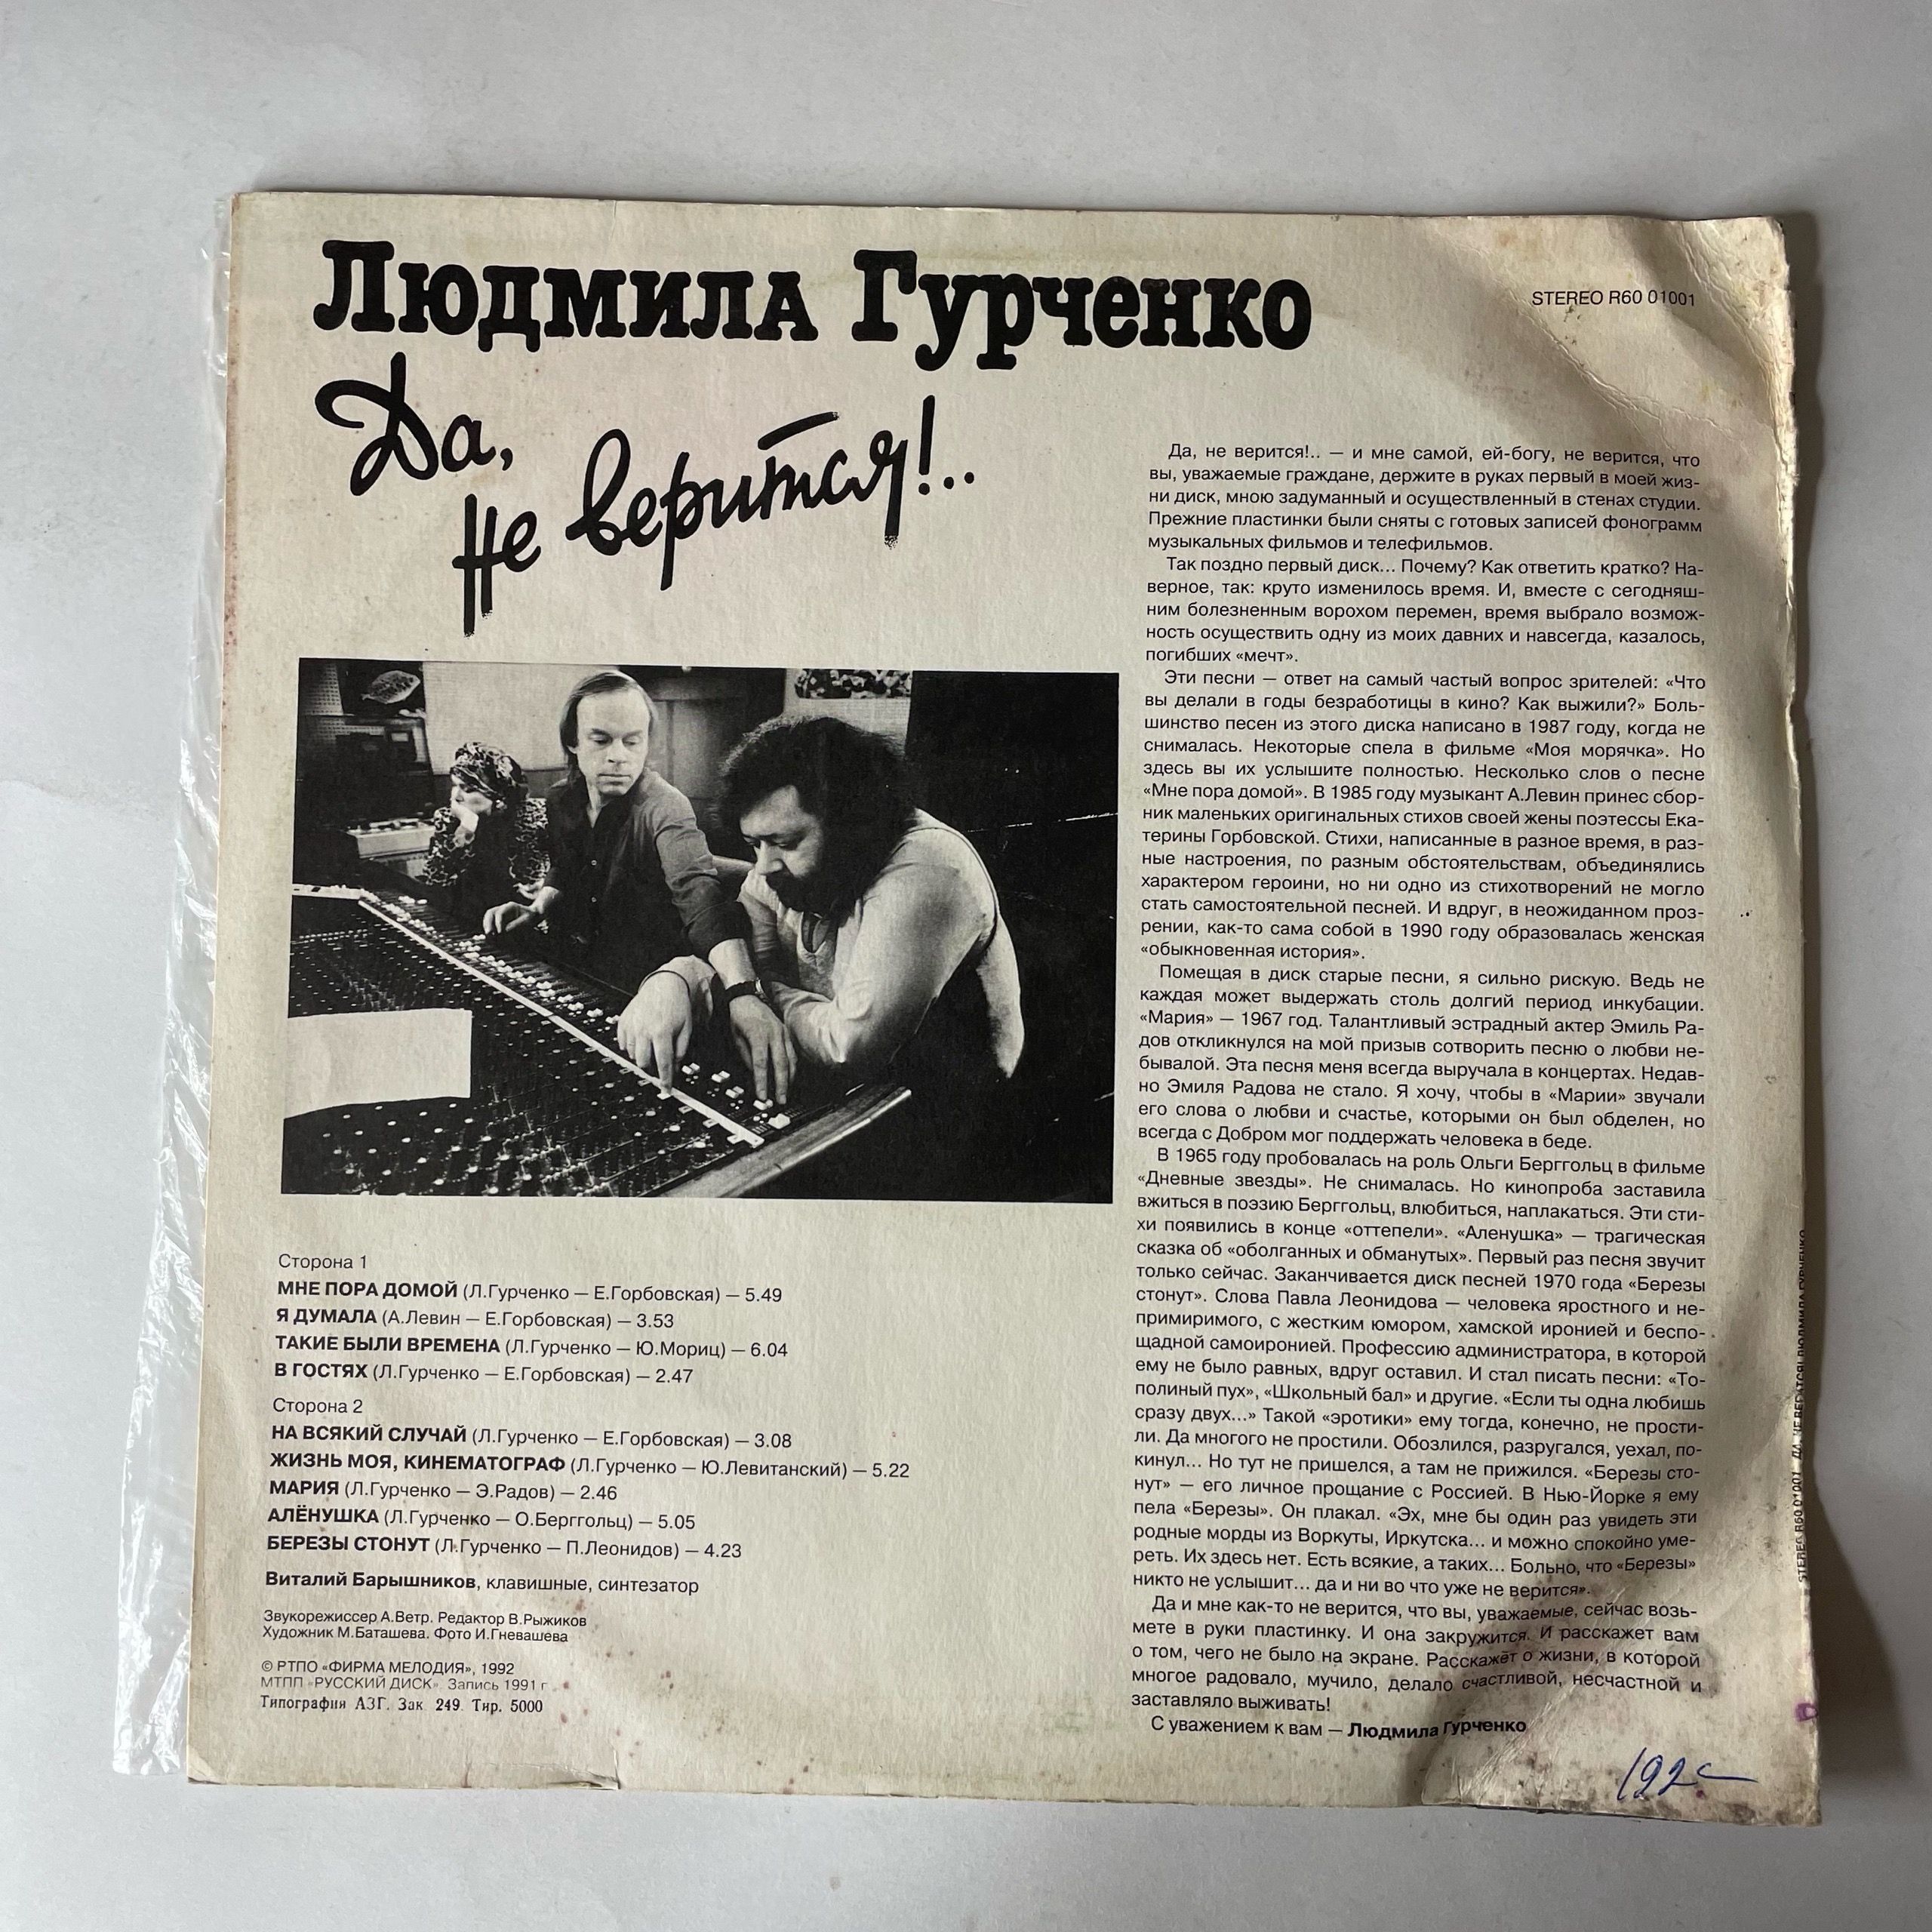 Людмила Гурченко
Да,
не верится!..
STEREO R60 01001
Да, не верится!.. — и мне самой, ей-богу, не верится, что
вы, уважаемые граждане, держите в руках первый в моей жиз-
ни диск, мною задуманный и осуществленный в стенах студии.
Прежние пластинки были сняты с готовых записей фонограмм
музыкальных фильмов и телефильмов.
Так поздно первый диск... Почему? Как ответить кратко? На-
верное, так: круто изменилось время. И, вместе с сегодняш-
ним болезненным ворохом перемен, время выбрало возмож-
ность осуществить одну из моих давних и навсегда, казалось,
погибших «мечт».
Эти песни — ответ на самый частый вопрос зрителей: «Что
вы делали в годы безработицы в кино? Как выжили?» Боль-
шинство песен из этого диска написано в 1987 году, когда не
снималась. Некоторые спела в фильме «Моя морячка». Но
здесь вы их услышите полностью. Несколько слов о песне
«Мне пора домой». В 1985 году музыкант А.Левин принес сбор-
ник маленьких оригинальных стихов своей жены поэтессы Ека-
терины Горбовской. Стихи, написанные в разное время, в раз-
ные настроения, по разным обстоятельствам, объединялись
характером героини, но ни одно из стихотворений не могло
стать самостоятельной песней. И вдруг, в неожиданном проз-
рении, как-то сама собой в 1990 году образовалась женская
«обыкновенная история».
Помещая в диск старые песни, я сильно рискую. Ведь не
каждая может выдержать столь долгий период инкубации.
«Мария» — 1967 год. Талантливый эстрадный актер Эмиль Ра-
дов откликнулся на мой призыв сотворить песню о любви не-
бывалой. Эта песня меня всегда выручала в концертах. Недав-
но Эмиля Радова не стало. Я хочу, чтобы в «Марии» звучали
его слова о любви и счастье, которыми он был обделен, но
всегда с Добром мог поддержать человека в беде.
В 1965 году пробовалась на роль Ольги Берггольц в фильме
«Дневные звезды». Не снималась. Но кинопроба заставила
вжиться в поэзию Берггольц, влюбиться, наплакаться. Эти сти-
хи появились в конце «оттепели». «Аленушка» — трагическая
сказка об «оболганных и обманутых». Первый раз песня звучит
только сейчас. Заканчивается диск песней 1970 года «Березы
стонут». Слова Павла Леонидова — человека яростного и не-
примиримого, с жестким юмором, хамской иронией и беспо-
щадной самоиронией. Профессию администратора, в которой
ему не было равных, вдруг оставил. И стал писать песни: «То-
полиный пух», «Школьный бал» и другие. «Если ты одна любишь
сразу двух...» Такой «эротики» ему тогда, конечно, не прости-
ли. Да многого не простили. Обозлился, разругался, уехал, по-
кинул... Но тут не пришелся, а там не прижился. «Березы сто-
нут» — его личное прощание с Россией. В Нью-Йорке я ему
пела «Березы». Он плакал. «Эх, мне бы один раз увидеть эти
родные морды из Воркуты, Иркутска... и можно спокойно уме-
реть. Их здесь нет. Есть всякие, а таких... Больно, что «Березы»
никто не услышит... да и ни во что уже не верится».
Да и мне как-то не верится, что вы, уважаемые, сейчас возь-
мете в руки пластинку. И она закружится. И расскажет вам
о том, чего не было на экране. Расскажет о жизни, в которой
многое радовало, мучило, делало счастливой, несчастной и
заставляло выживать!
С уважением к вам — Людмила Гурченко
Сторона 1
МНЕ ПОРА ДОМОЙ (Л.Гурченко — Е.Горбовская) — 5.49
Я ДУМАЛА (А.Левин — Е.Горбовская) — 3.53
ТАКИЕ БЫЛИ ВРЕМЕНА (Л.Гурченко — Ю.Мориц) — 6.04
В ГОСТЯХ (Л.Гурченко — Е.Горбовская) — 2.47
Сторона 2
НА ВСЯКИЙ СЛУЧАЙ (Л.Гурченко — Е.Горбовская) — 3.08
ЖИЗНЬ МОЯ, КИНЕМАТОГРАФ (Л.Гурченко — Ю.Левитанский) — 5.22
МАРИЯ (Л.Гурченко — Э.Радов) — 2.46
АЛЁНУШКА (Л.Гурченко — О.Берггольц) — 5.05
БЕРЕЗЫ СТОНУТ (Л.Гурченко — П.Леонидов) — 4.23
Виталий Барышников, клавишные, синтезатор
Звукорежиссер А.Ветр. Редактор В.Рыжиков
Художник М.Баташева. Фото И.Гневашева
© РТПО «ФИРМА МЕЛОДИЯ», 1992
МТПП «РУССКИЙ ДИСК». Запись 1991 г.
Типография АЗГ. Зак 249. Тир. 5000
STEREO R60 01001 ДА, НЕ ВЕРИТСЯ! ЛЮДМИЛА ГУРЧЕНКО